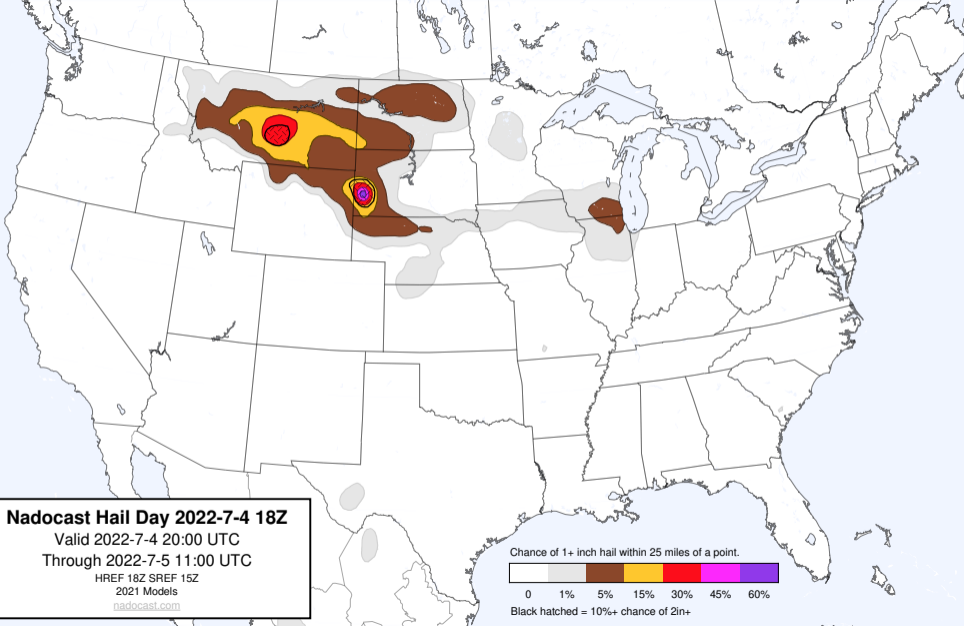 Nadocast Hail Day 2022-7-4 18Z
Valid 2022-7-4 20:00 UTC
Through 2022-7-5 11:00 UTC
HREF 18Z SREF 15Z
2021 Models
nadocast.com
Chance of 1+ inch hail within 25 miles of a point.
0 1% 5% 15% 30% 45% 60%
Black hatched = 10%+ chance of 2in+